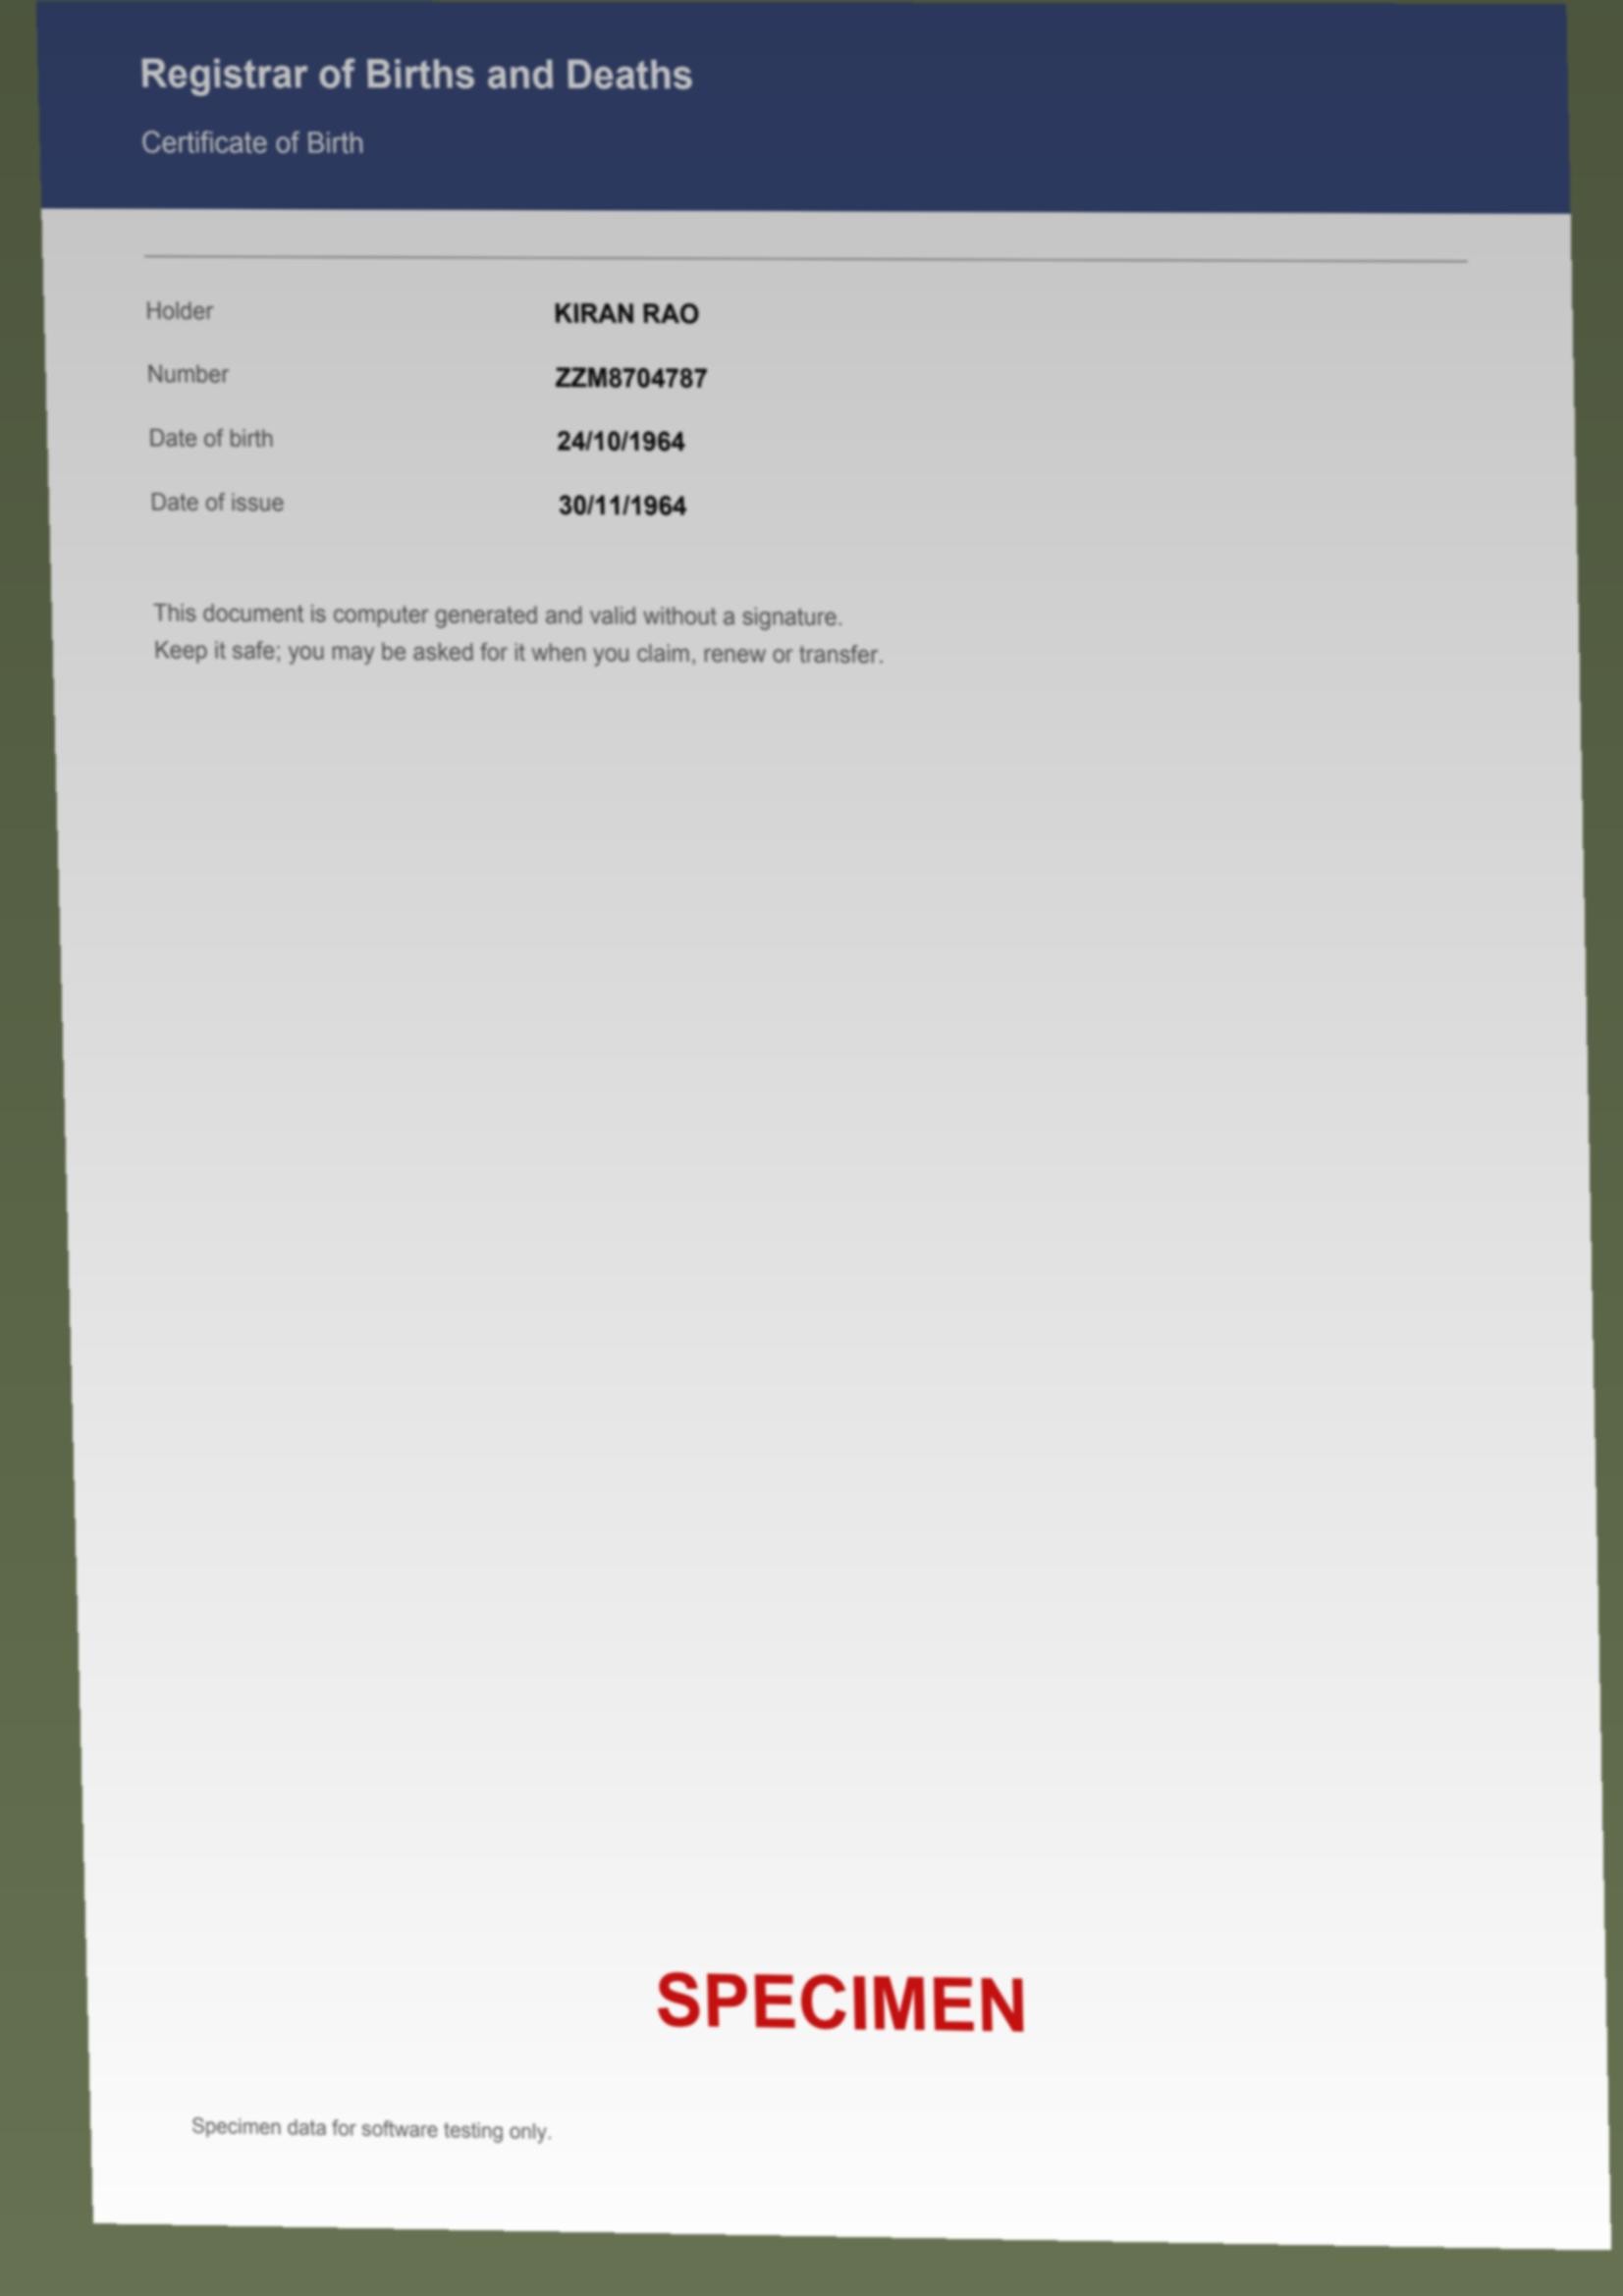 Registrar of Births and Deaths
Certificate of Birth
Holder KIRAN RAO
Number ZZM8704787
Date of birth 24/10/1964
Date of issue 30/11/1964
This document is computer generated and valid without a signature.
Keep it safe; you may be asked for it when you claim, renew or transfer.
SPECIMEN
Specimen data for software testing only.